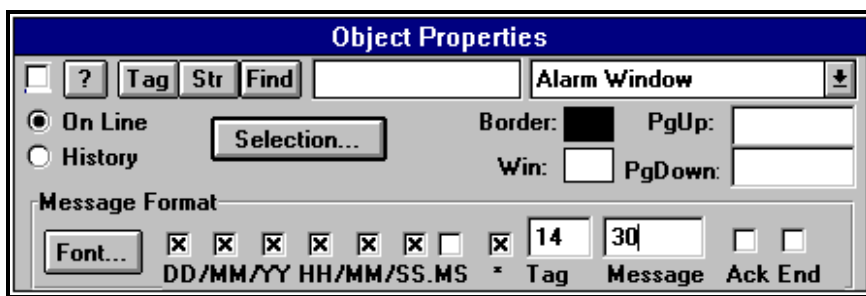 Object Properties
? Tag Str Find Alarm Window
On Line Selection... Border: PgUp:
History Win: PgDown:
Message Format
Font... 14 30
DD/MM/YY HH/MM/SS.MS * Tag Message Ack End